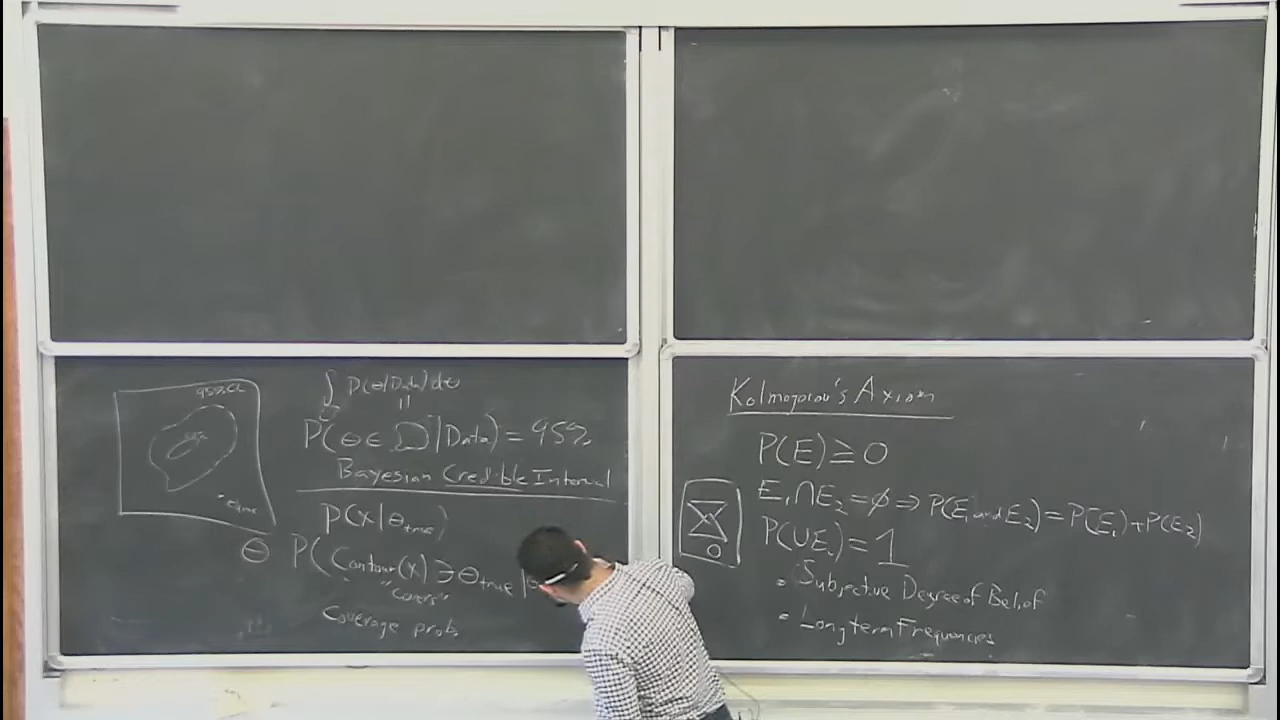 95% CL
∫ P(θ|Data) dθ
P(θ∈ |Data) = 95%
Bayesian Credible Interval
P(x|θtrue)
Θ P(Contour(x) ∋ θtrue |
"covers"
Coverage prob.
Kolmogorov's Axiom
P(E) ≥ 0
E₁∩E₂=∅ ⇒ P(E₁ and E₂) = P(E₁)+P(E₂)
P(∪Eᵢ) = 1
• Subjective Degree of Belief
• Long term Frequencies